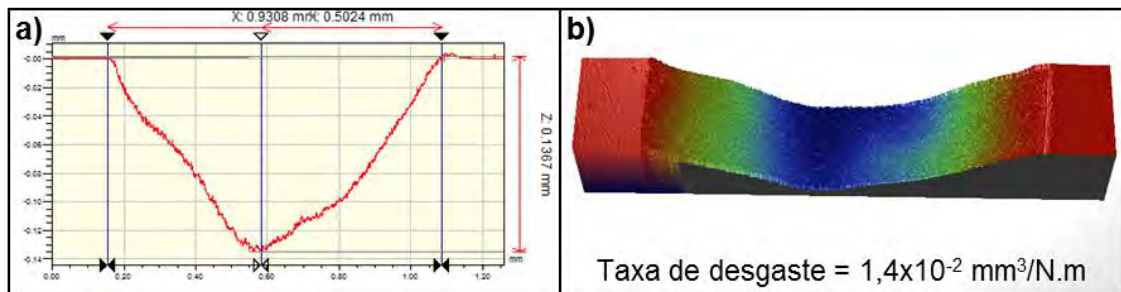 a)
X: 0.9308 mm
X: 0.5024 mm
mm
-0.00
-0.02
-0.04
-0.06
-0.08
-0.10
-0.12
-0.14
0.00
0.20
0.40
0.60
0.80
1.00
1.20
mm
Z: 0.1367 mm
b)
Taxa de desgaste = 1,4x10⁻² mm³/N.m